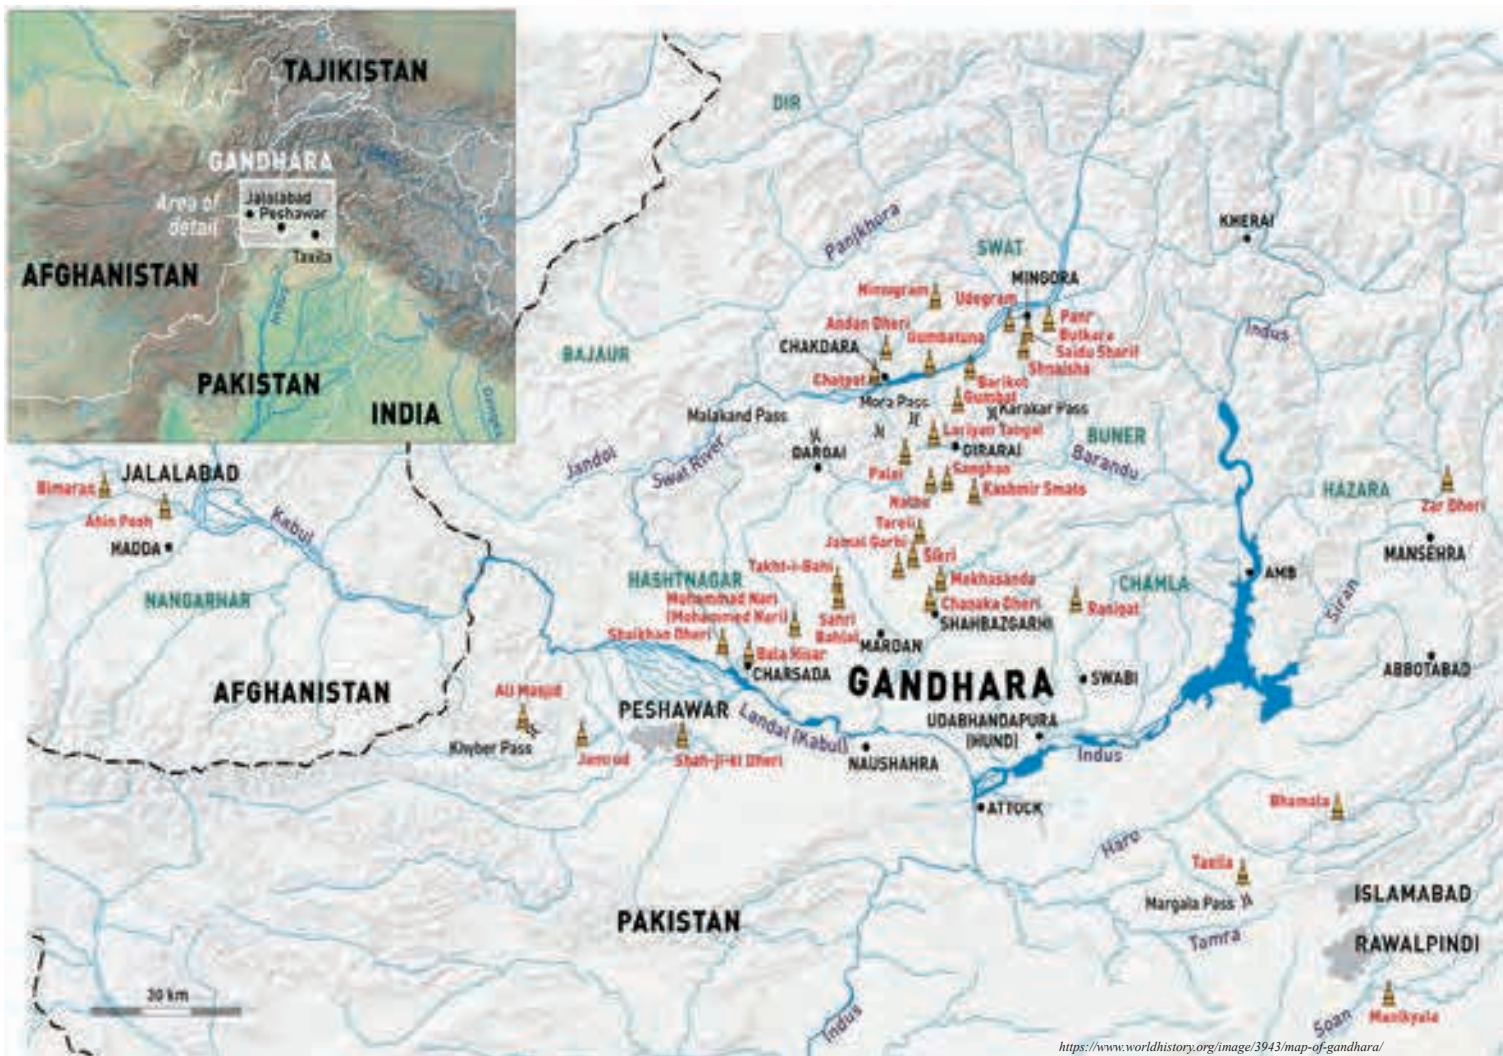 TAJIKISTAN
GANDHARA
Area of
detail
Jalalabad
Peshawar
Taxila
AFGHANISTAN
Indus
PAKISTAN
INDIA
Ganges
DIR
Panjkhora
SWAT
KHERAI
MINGORA
Nimogram
Udegram
Panr
Andan Dheri
Gumbatuna
Butkara
Indus
CHAKDARA
Saidu Sharif
BAJAUR
Shnaisha
Chatpat
Barikot
Mora Pass
Gumbat
Karakar Pass
Malakand Pass
Loriyan Tangai
BUNER
Jandol
Swat River
DARGAI
GIRARAI
Barandu
Palai
Sanghao
Kashmir Smats
HAZARA
Zar Dheri
JALALABAD
Bimaran
Ahin Posh
HADDA
Kabul
NANGARHAR
Tareli
Jamal Garhi
Sikri
MANSEHRA
Takht-i-Bahi
Mekhasanda
CHAMLA
AMB
HASHTNAGAR
Mohammad Nari
(Mohammed Nari)
Chanaka Dheri
Ranigat
Siran
Sahri
Bahlol
SHAHBAZGARHI
Shaikhan Dheri
MARDAN
Bala Hisar
CHARSADA
GANDHARA
SWABI
ABBOTABAD
AFGHANISTAN
Ali Masjid
PESHAWAR
Landai (Kabul)
UDABHANDAPURA
(HUND)
Khyber Pass
Jamrud
Shah-ji-ki Dheri
NAUSHAHRA
Indus
ATTOCK
Bhamala
Haro
Taxila
Margala Pass
ISLAMABAD
PAKISTAN
Tamra
RAWALPINDI
30 km
Indus
Soan
Manikyala
https://www.worldhistory.org/image/3943/map-of-gandhara/